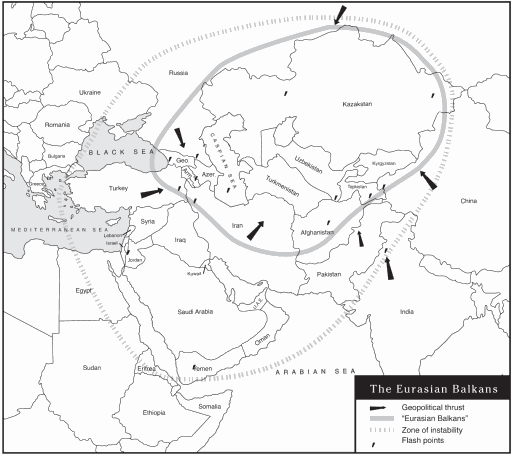 Russia
Ukraine
Kazakhstan
Romania
CASPIAN SEA
BLACK SEA
Bulgaria
Geo.
Uzbekistan
Kyrgyzstan
Arm.
Azer.
Turkmenistan
Tajikistan
Greece
Turkey
China
Syria
Iran
Afghanistan
MEDITERRANEAN SEA
Lebanon
Israel
Iraq
Jordan
Kuwait
Pakistan
Egypt
U.A.E.
Saudi Arabia
India
Oman
Sudan
Eritrea
Yemen
ARABIAN SEA
Somalia
Ethiopia
The Eurasian Balkans
Geopolitical thrust
"Eurasian Balkans"
Zone of instability
Flash points